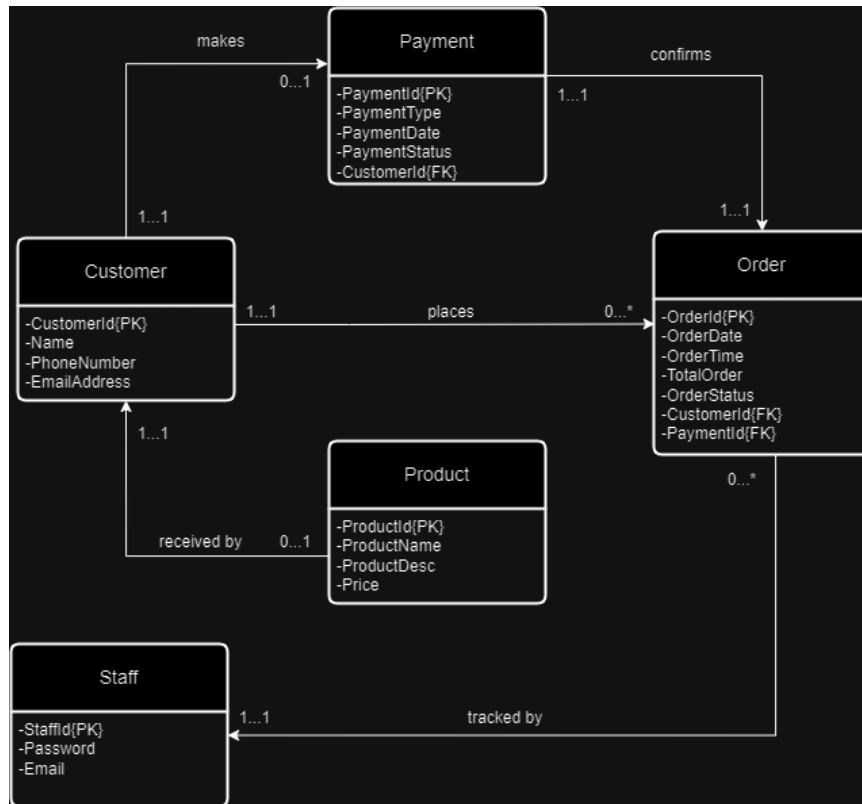 makes
Payment
confirms
0...1
1...1
-PaymentId{PK}
-PaymentType
-PaymentDate
-PaymentStatus
-CustomerId{FK}
1...1
1...1
Customer
-CustomerId{PK}
-Name
-PhoneNumber
-EmailAddress
1...1
places
0...*
Order
-OrderId{PK}
-OrderDate
-OrderTime
-TotalOrder
-OrderStatus
-CustomerId{FK}
-PaymentId{FK}
1...1
0...*
Product
-ProductId{PK}
-ProductName
-ProductDesc
-Price
received by
0...1
Staff
-StaffId{PK}
-Password
-Email
1...1
tracked by